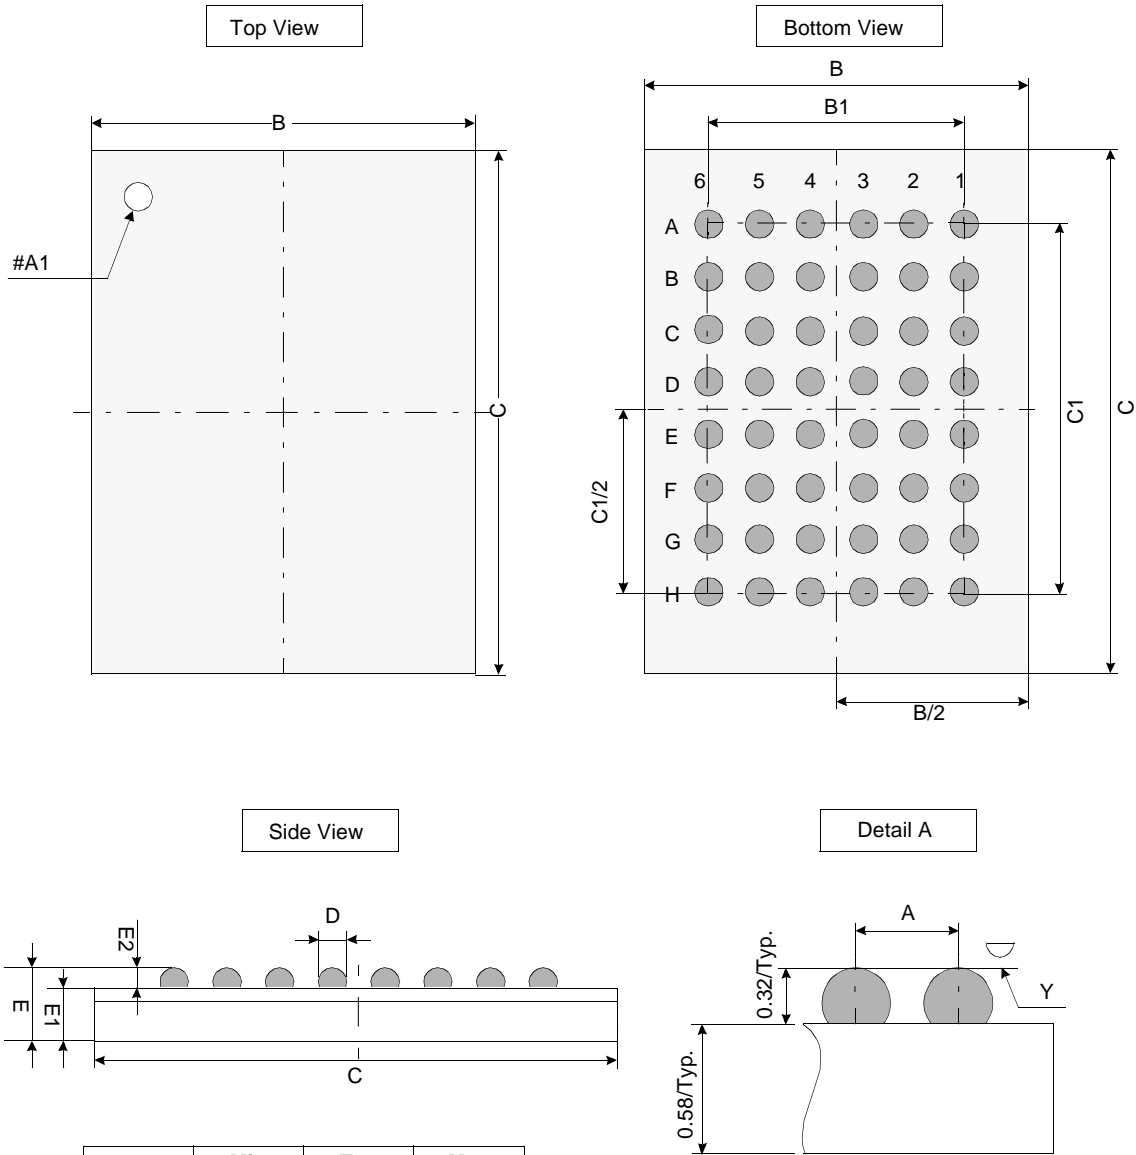 Top View
Bottom View
B
B
B1
6 5 4 3 2 1
A
#A1
B
C
D
C
C1
C
E
C1/2
F
G
H
B/2
Side View
Detail A
D
A
E2
0.32/Typ.
E
E1
Y
C
0.58/Typ.